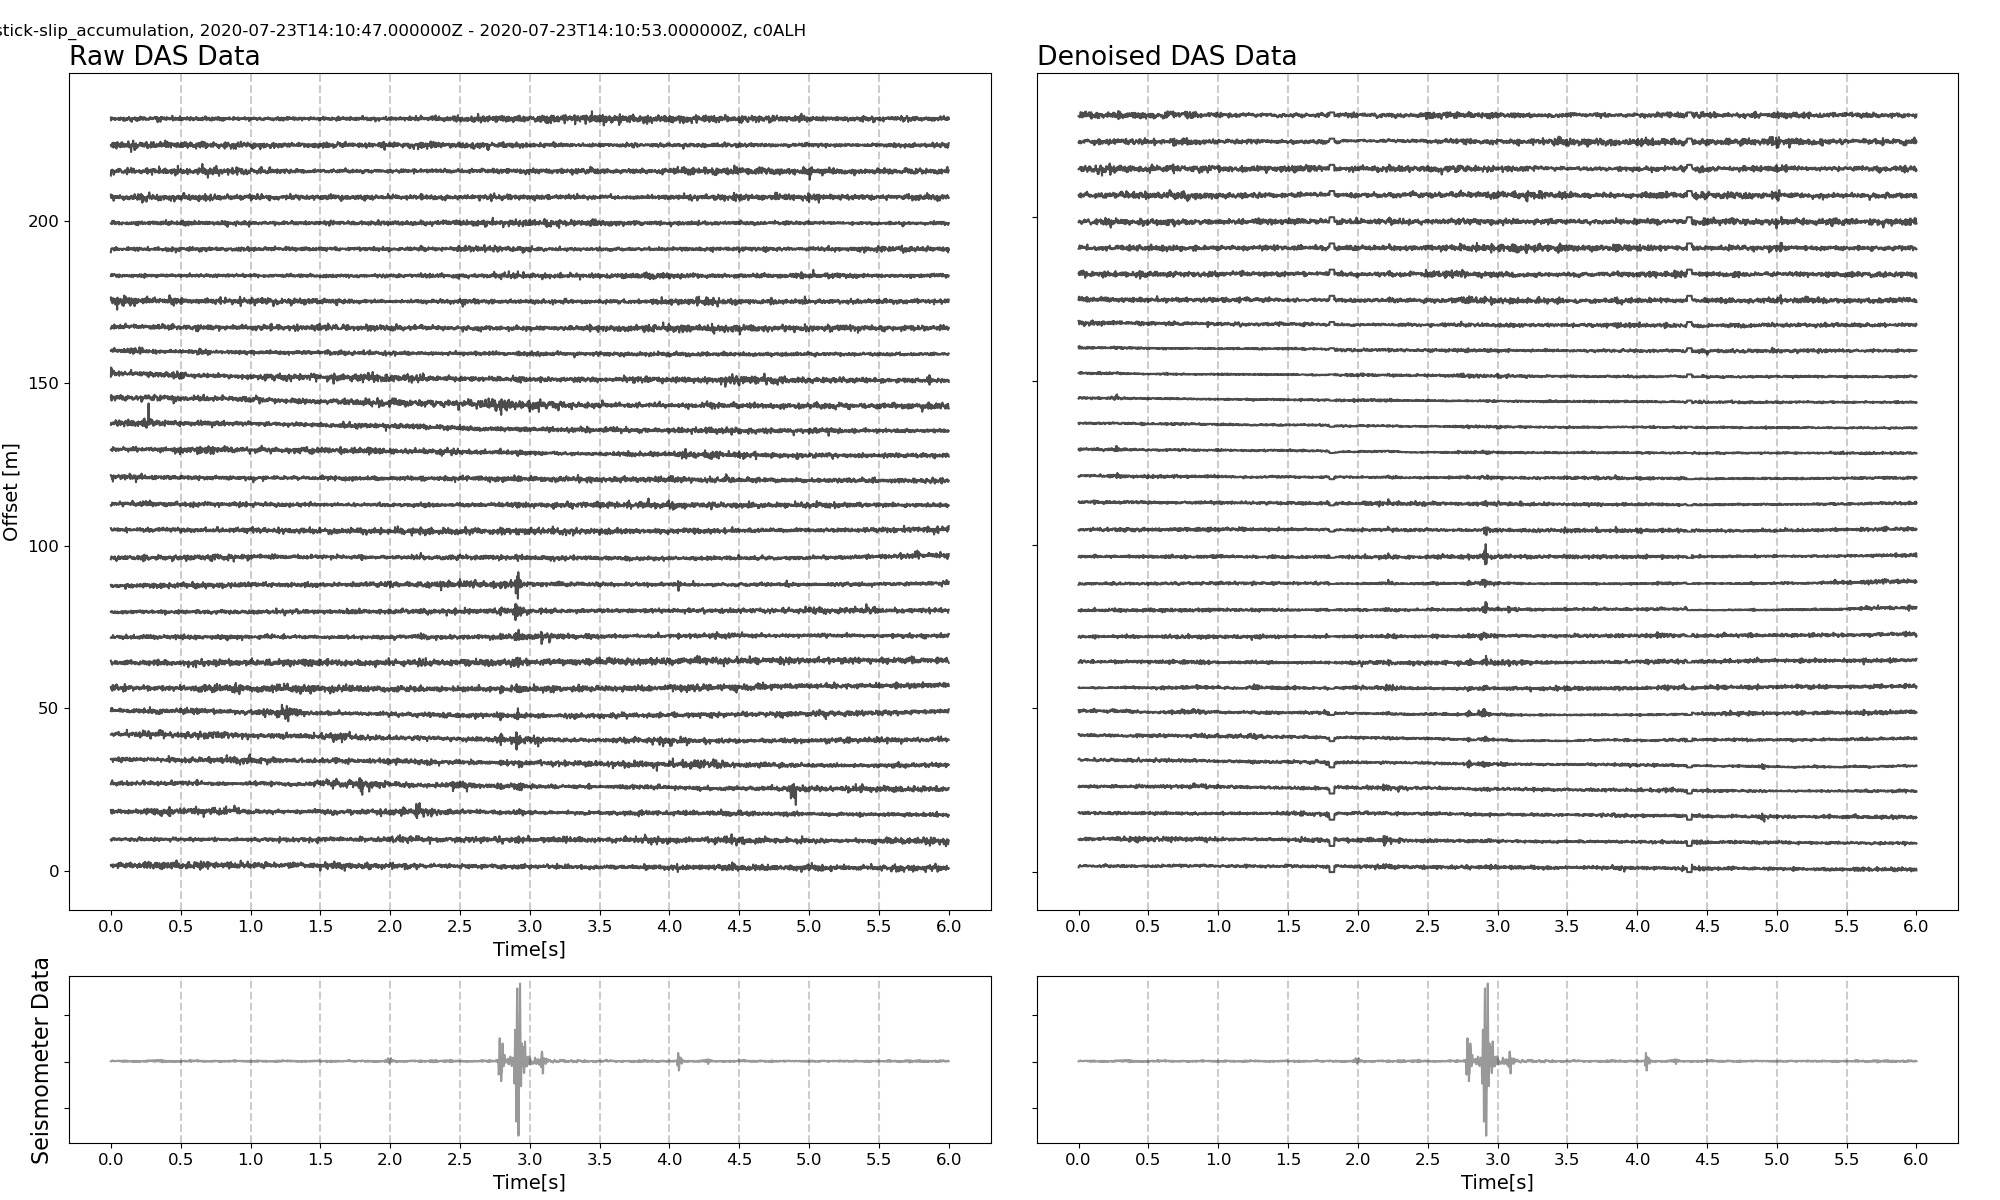 stick-slip_accumulation, 2020-07-23T14:10:47.000000Z - 2020-07-23T14:10:53.000000Z, c0ALH
Raw DAS Data
Denoised DAS Data
Offset [m]
200
150
100
50
0
0.0 0.5 1.0 1.5 2.0 2.5 3.0 3.5 4.0 4.5 5.0 5.5 6.0
Time[s]
0.0 0.5 1.0 1.5 2.0 2.5 3.0 3.5 4.0 4.5 5.0 5.5 6.0
Seismometer Data
0.0 0.5 1.0 1.5 2.0 2.5 3.0 3.5 4.0 4.5 5.0 5.5 6.0
Time[s]
0.0 0.5 1.0 1.5 2.0 2.5 3.0 3.5 4.0 4.5 5.0 5.5 6.0
Time[s]